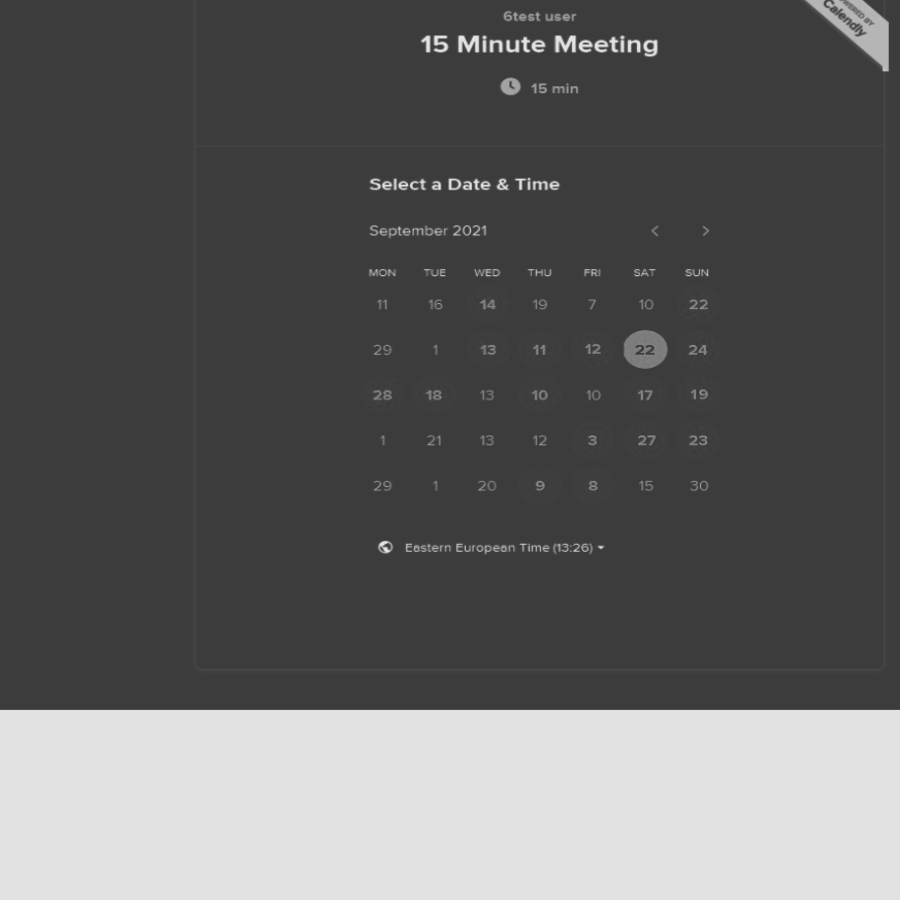 6test user
POWERED BY
Calendly
15 Minute Meeting
15 min
Select a Date & Time
September 2021
MON TUE WED THU FRI SAT SUN
11 16 14 19 7 10 22
29 1 13 11 12 22 24
28 18 13 10 10 17 19
1 21 13 12 3 27 23
29 1 20 9 8 15 30
Eastern European Time (13:26)